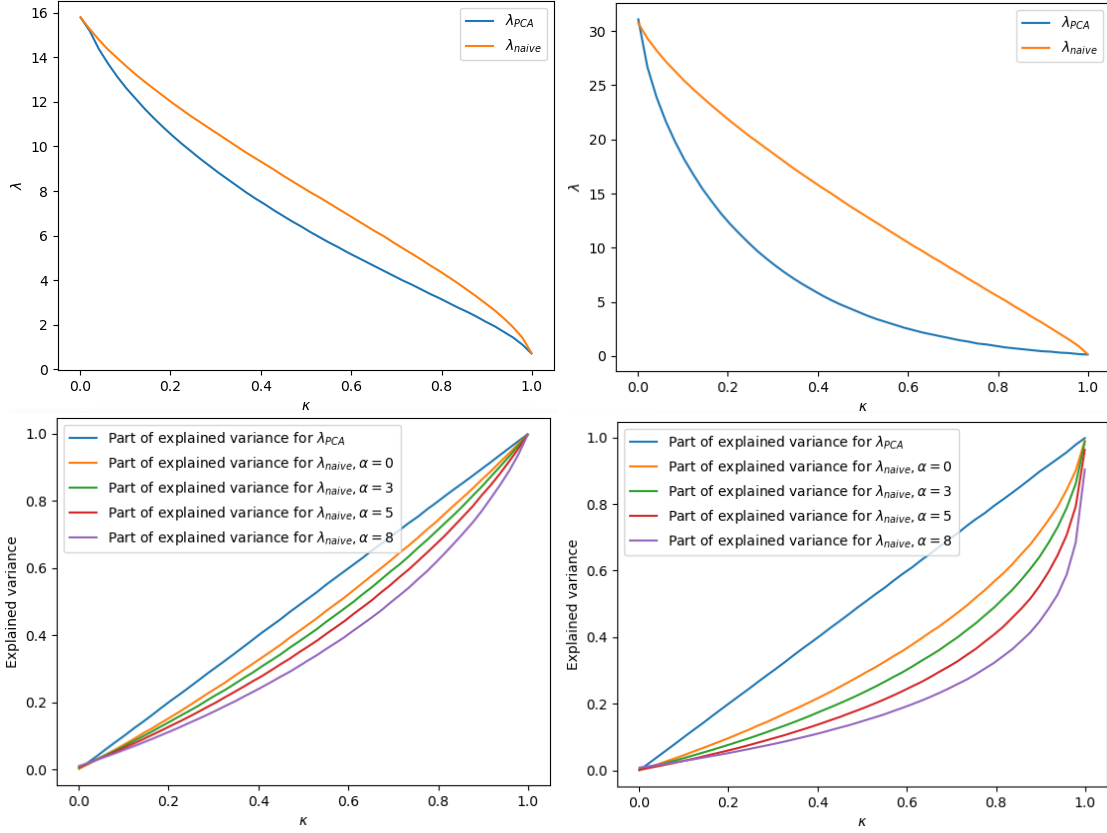 16
14
12
10
8
6
4
2
0
λ
λ_PCA
λ_naive
0.0 0.2 0.4 0.6 0.8 1.0
κ
30
25
20
15
10
5
0
λ
λ_PCA
λ_naive
0.0 0.2 0.4 0.6 0.8 1.0
κ
1.0
0.8
0.6
0.4
0.2
0.0
Explained variance
Part of explained variance for λ_PCA
Part of explained variance for λ_naive, α = 0
Part of explained variance for λ_naive, α = 3
Part of explained variance for λ_naive, α = 5
Part of explained variance for λ_naive, α = 8
0.0 0.2 0.4 0.6 0.8 1.0
κ
1.0
0.8
0.6
0.4
0.2
0.0
Explained variance
Part of explained variance for λ_PCA
Part of explained variance for λ_naive, α = 0
Part of explained variance for λ_naive, α = 3
Part of explained variance for λ_naive, α = 5
Part of explained variance for λ_naive, α = 8
0.0 0.2 0.4 0.6 0.8 1.0
κ